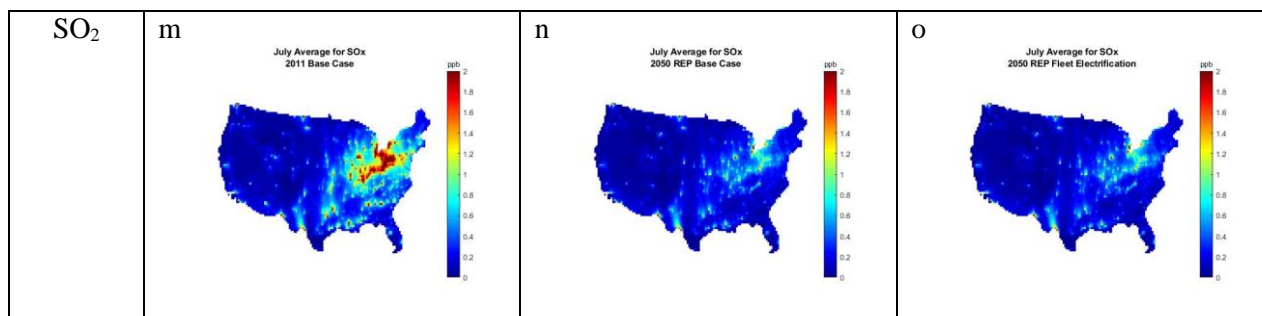 SO₂
m
July Average for SOx
2011 Base Case
ppb
2
1.8
1.6
1.4
1.2
1
0.8
0.6
0.4
0.2
0
n
July Average for SOx
2050 REP Base Case
ppb
2
1.8
1.6
1.4
1.2
1
0.8
0.6
0.4
0.2
0
o
July Average for SOx
2050 REP Fleet Electrification
ppb
2
1.8
1.6
1.4
1.2
1
0.8
0.6
0.4
0.2
0